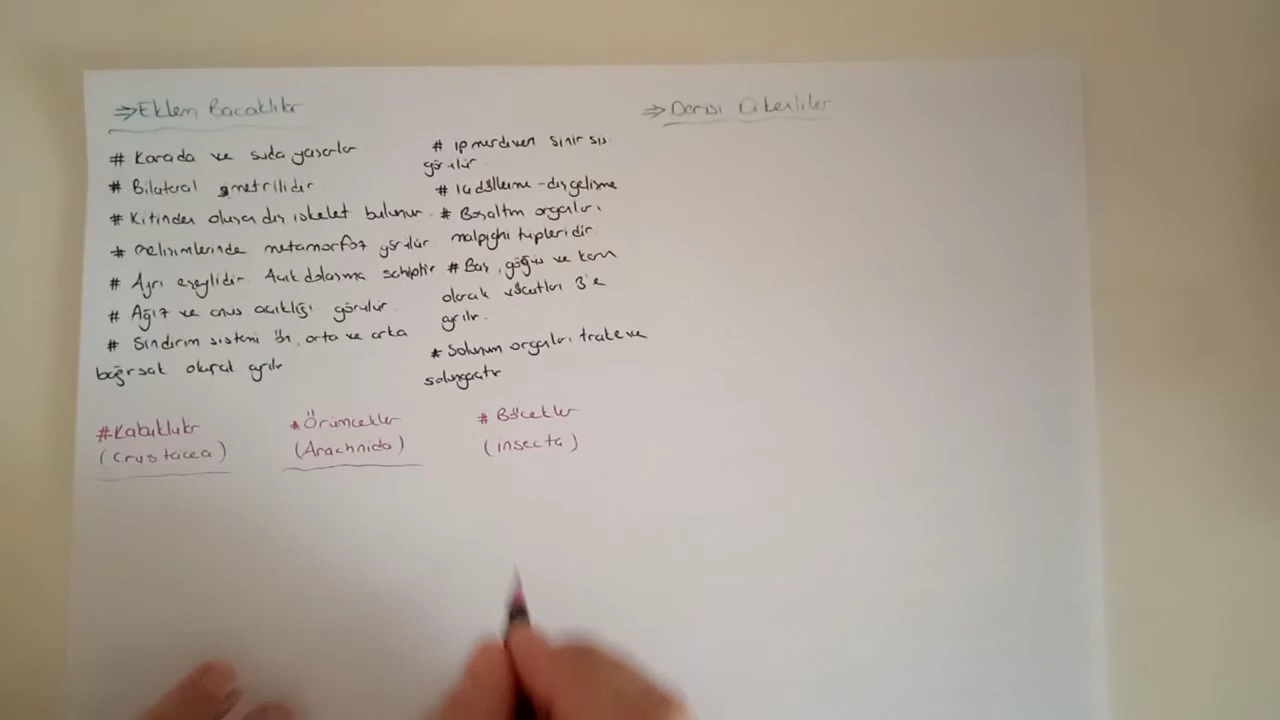 ⇒ Eklem Bacaklılar
# Karada ve suda yaşarlar
# Bilateral simetrilidir
# Kitinden oluşan dış iskelet bulunur.
# Gelişimlerinde metamorfoz görülür.
# Ayrı eşeylidir. Açık dolaşıma sahiptir
# Ağız ve anüs açıklığı görülür.
# Sindirim sistemi ön, orta ve arka
bağırsak olarak ayrılır
# ip merdiven sinir sis.
görülür
# İç dölleme - dış gelişme
# Boşaltım organları,
malpighi tüpleridir.
# Baş, göğüs ve karın
olarak vücutları 3'e
ayrılır.
# Solunum organları trake ve
solungaçtır
# Kabuklular
(Crustacea)
# Örümcekler
(Arachnida)
# Böcekler
(insecta)
⇒ Derisi Dikenliler